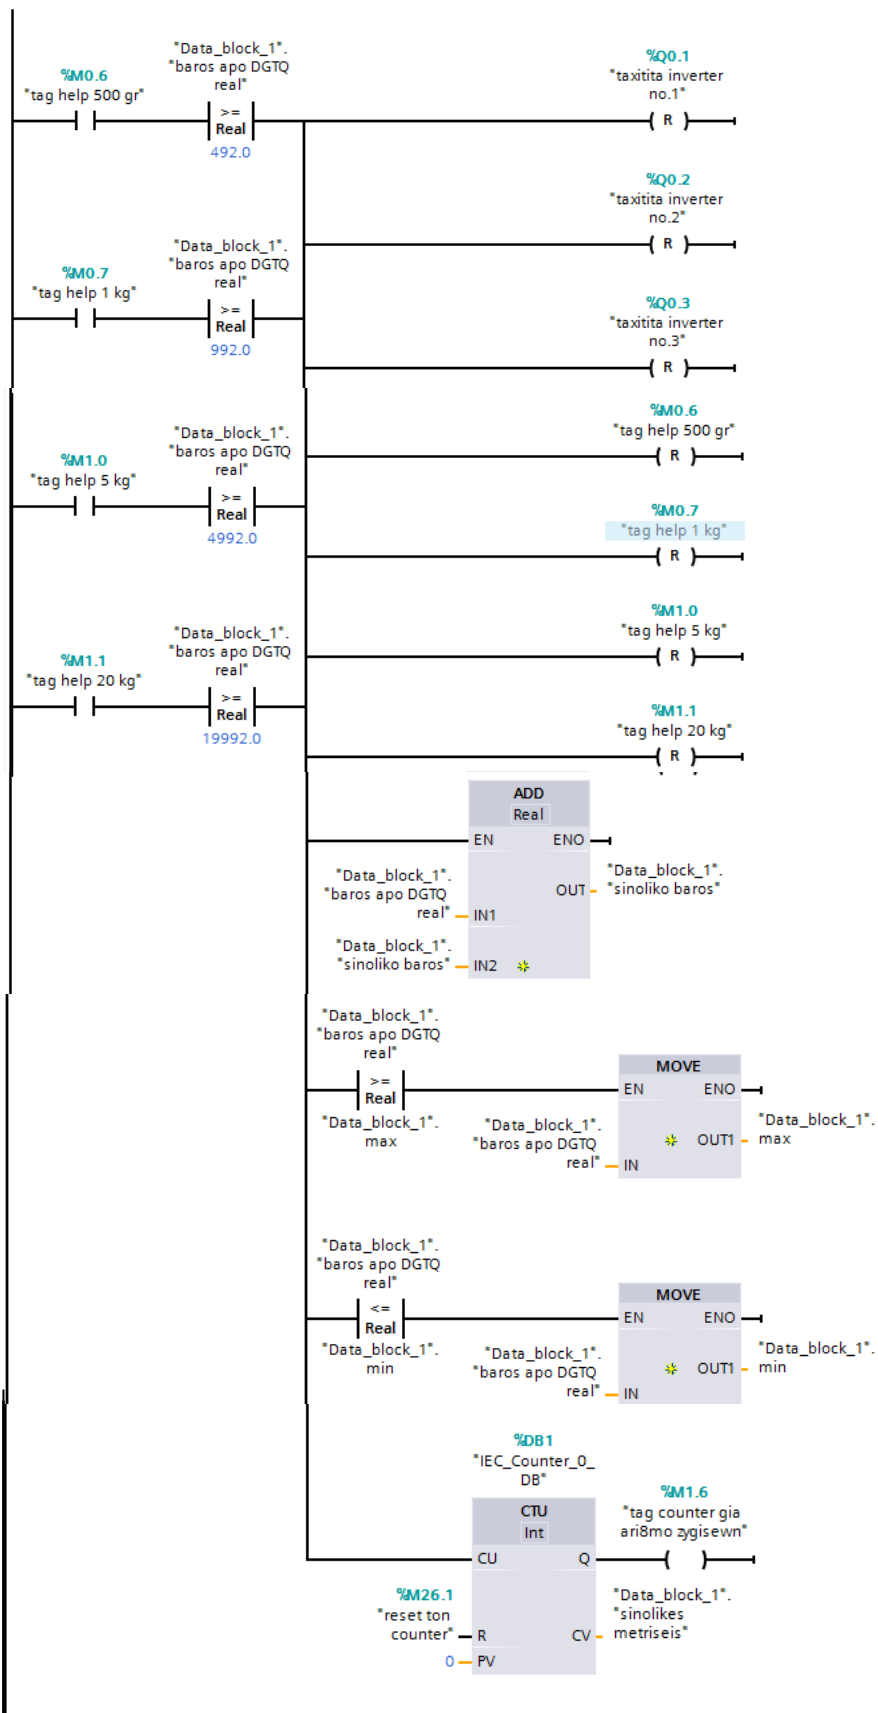 "Data_block_1".
"baros apo DGTQ
real"
%M0.6
"tag help 500 gr"
>=
Real
492.0
%Q0.1
"taxitita inverter
no.1"
R
%Q0.2
"taxitita inverter
no.2"
R
"Data_block_1".
"baros apo DGTQ
real"
%M0.7
"tag help 1 kg"
>=
Real
992.0
%Q0.3
"taxitita inverter
no.3"
R
%M0.6
"tag help 500 gr"
R
"Data_block_1".
"baros apo DGTQ
real"
%M1.0
"tag help 5 kg"
>=
Real
4992.0
%M0.7
"tag help 1 kg"
R
%M1.0
"tag help 5 kg"
R
"Data_block_1".
"baros apo DGTQ
real"
%M1.1
"tag help 20 kg"
>=
Real
19992.0
%M1.1
"tag help 20 kg"
R
ADD
Real
EN ENO
"Data_block_1".
"baros apo DGTQ
real" IN1
OUT "Data_block_1".
"sinoliko baros"
"Data_block_1".
"sinoliko baros" IN2
"Data_block_1".
"baros apo DGTQ
real"
>=
Real
"Data_block_1".
max
MOVE
EN ENO
"Data_block_1".
"baros apo DGTQ
real" IN
OUT1 "Data_block_1".
max
"Data_block_1".
"baros apo DGTQ
real"
<=
Real
"Data_block_1".
min
MOVE
EN ENO
"Data_block_1".
"baros apo DGTQ
real" IN
OUT1 "Data_block_1".
min
%DB1
"IEC_Counter_0_
DB"
CTU
Int
CU Q
%M1.6
"tag counter gia
ari8mo zygisewn"
%M26.1
"reset ton
counter" R
CV "Data_block_1".
"sinolikes
metriseis"
0 PV